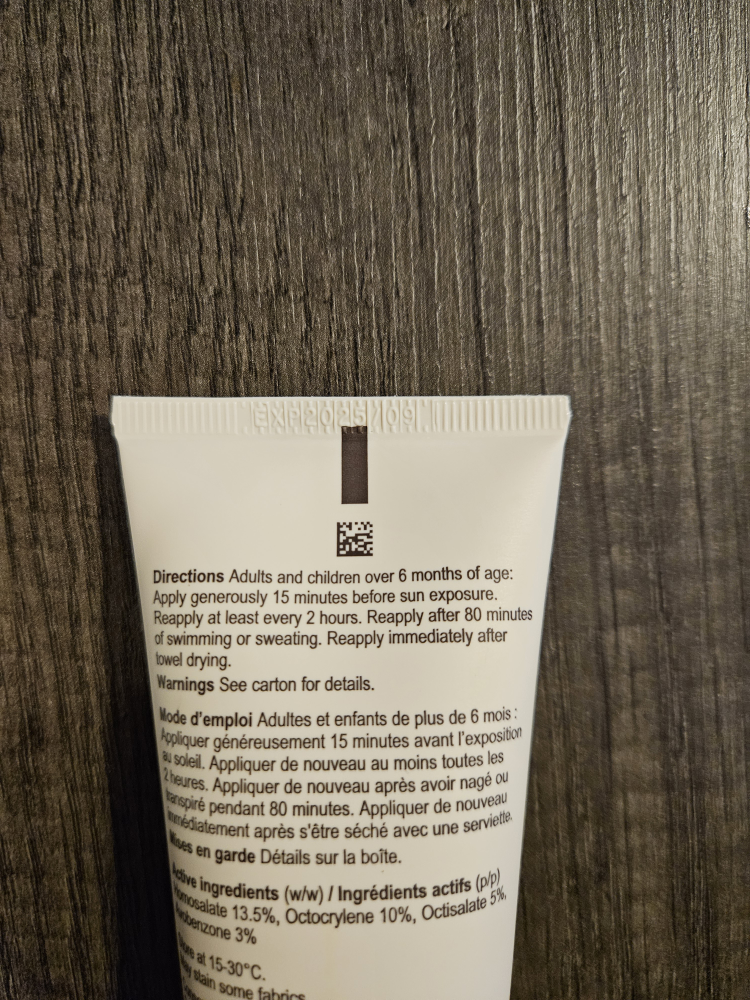 EXP2025/09
Directions Adults and children over 6 months of age:
Apply generously 15 minutes before sun exposure.
Reapply at least every 2 hours. Reapply after 80 minutes
of swimming or sweating. Reapply immediately after
towel drying.
Warnings See carton for details.
Mode d'emploi Adultes et enfants de plus de 6 mois :
Appliquer généreusement 15 minutes avant l'exposition
au soleil. Appliquer de nouveau au moins toutes les
2 heures. Appliquer de nouveau après avoir nagé ou
transpiré pendant 80 minutes. Appliquer de nouveau
immédiatement après s'être séché avec une serviette.
Mises en garde Détails sur la boîte.
Active ingredients (w/w) / Ingrédients actifs (p/p)
Homosalate 13.5%, Octocrylene 10%, Octisalate 5%,
Avobenzone 3%
Store at 15-30°C.
May stain some fabrics.